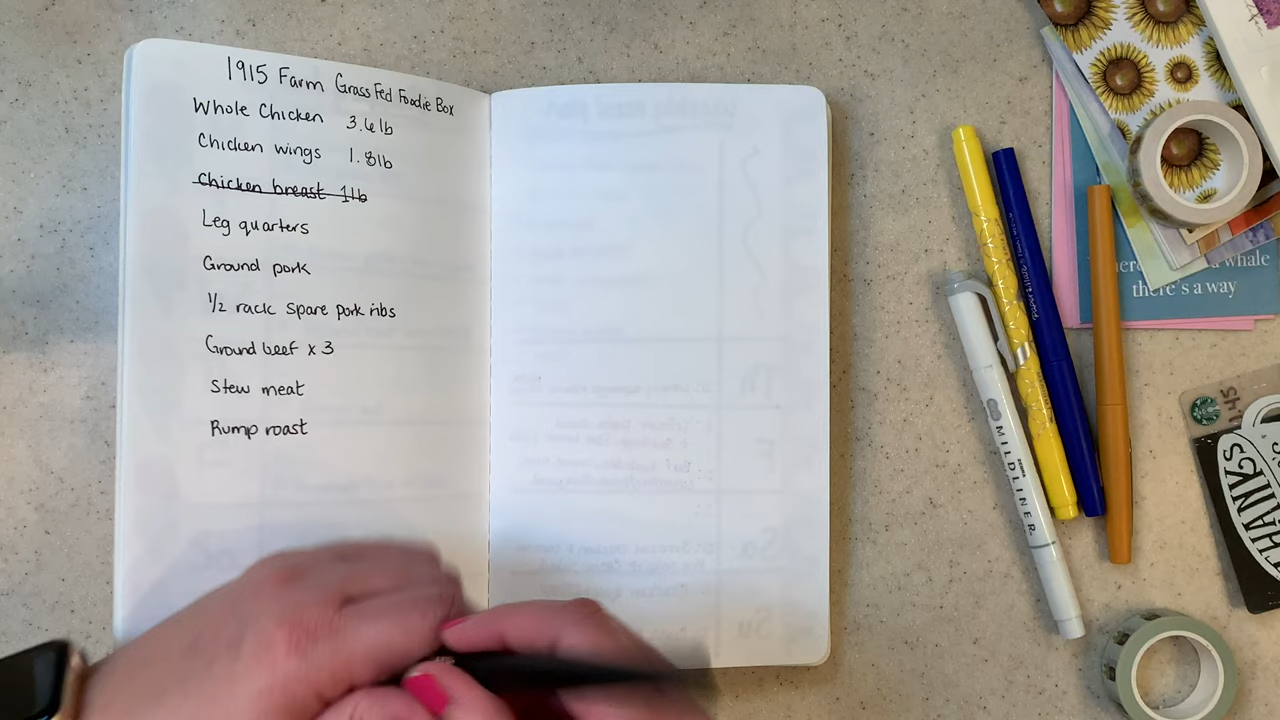 1915 Farm Grass Fed Foodie Box
Whole Chicken 3.6lb
Chicken wings 1.8lb
Chicken breast 1lb
Leg quarters
Ground pork
1/2 rack spare pork ribs
Ground beef x 3
Stew meat
Rump roast
MILDLINER
ZEBRA
a whale
there's a way
THANKS